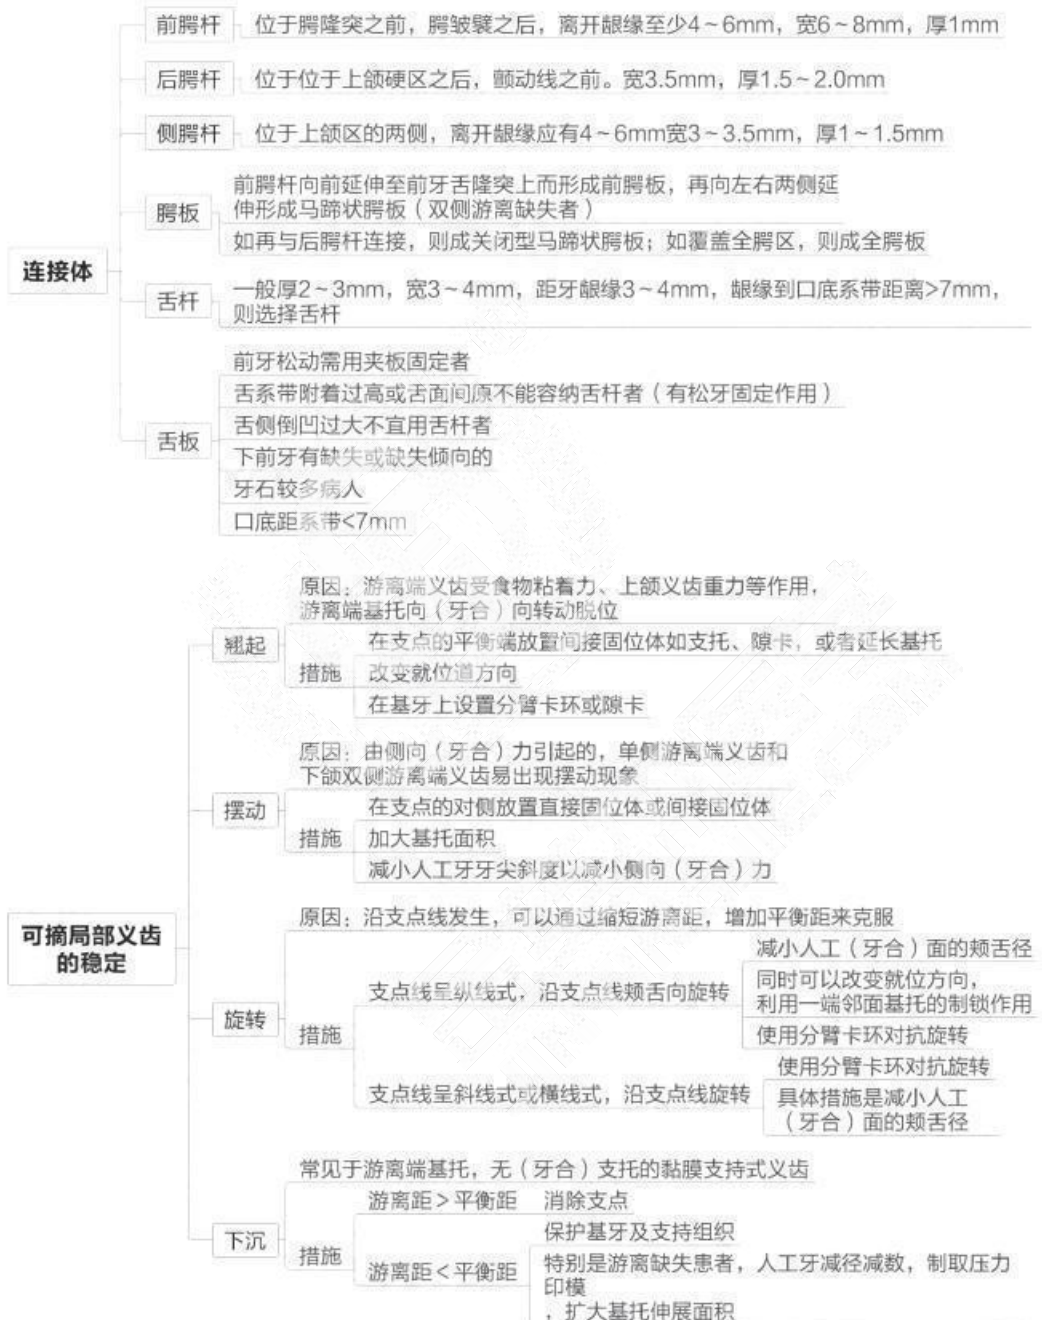 连接体
前腭杆
位于腭隆突之前，腭皱襞之后，离开龈缘至少4~6mm，宽6~8mm，厚1mm
后腭杆
位于位于上颌硬区之后，颤动线之前。宽3.5mm，厚1.5~2.0mm
侧腭杆
位于上颌区的两侧，离开龈缘应有4~6mm宽3~3.5mm，厚1~1.5mm
腭板
前腭杆向前延伸至前牙舌隆突上而形成前腭板，再向左右两侧延
伸形成马蹄状腭板（双侧游离缺失者）
如再与后腭杆连接，则成关闭型马蹄状腭板；如覆盖全腭区，则成全腭板
舌杆
一般厚2~3mm，宽3~4mm，距牙龈缘3~4mm，龈缘到口底系带距离>7mm，
则选择舌杆
舌板
前牙松动需用夹板固定者
舌系带附着过高或舌面间原不能容纳舌杆者（有松牙固定作用）
舌侧倒凹过大不宜用舌杆者
下前牙有缺失或缺失倾向的
牙石较多病人
口底距系带<7mm
可摘局部义齿
的稳定
翘起
原因：游离端义齿受食物粘着力、上颌义齿重力等作用，
游离端基托向（牙合）向转动脱位
措施
在支点的平衡端放置间接固位体如支托、隙卡，或者延长基托
改变就位道方向
在基牙上设置分臂卡环或隙卡
摆动
原因：由侧向（牙合）力引起的，单侧游离端义齿和
下颌双侧游离端义齿易出现摆动现象
措施
在支点的对侧放置直接固位体或间接固位体
加大基托面积
减小人工牙牙尖斜度以减小侧向（牙合）力
旋转
原因：沿支点线发生，可以通过缩短游离距，增加平衡距来克服
措施
支点线呈纵线式，沿支点线颊舌向旋转
减小人工（牙合）面的颊舌径
同时可以改变就位方向，
利用一端邻面基托的制锁作用
使用分臂卡环对抗旋转
支点线呈斜线式或横线式，沿支点线旋转
使用分臂卡环对抗旋转
具体措施是减小人工
（牙合）面的颊舌径
下沉
常见于游离端基托，无（牙合）支托的黏膜支持式义齿
措施
游离距＞平衡距
消除支点
游离距＜平衡距
保护基牙及支持组织
特别是游离缺失患者，人工牙减径减数，制取压力
印模
，扩大基托伸展面积